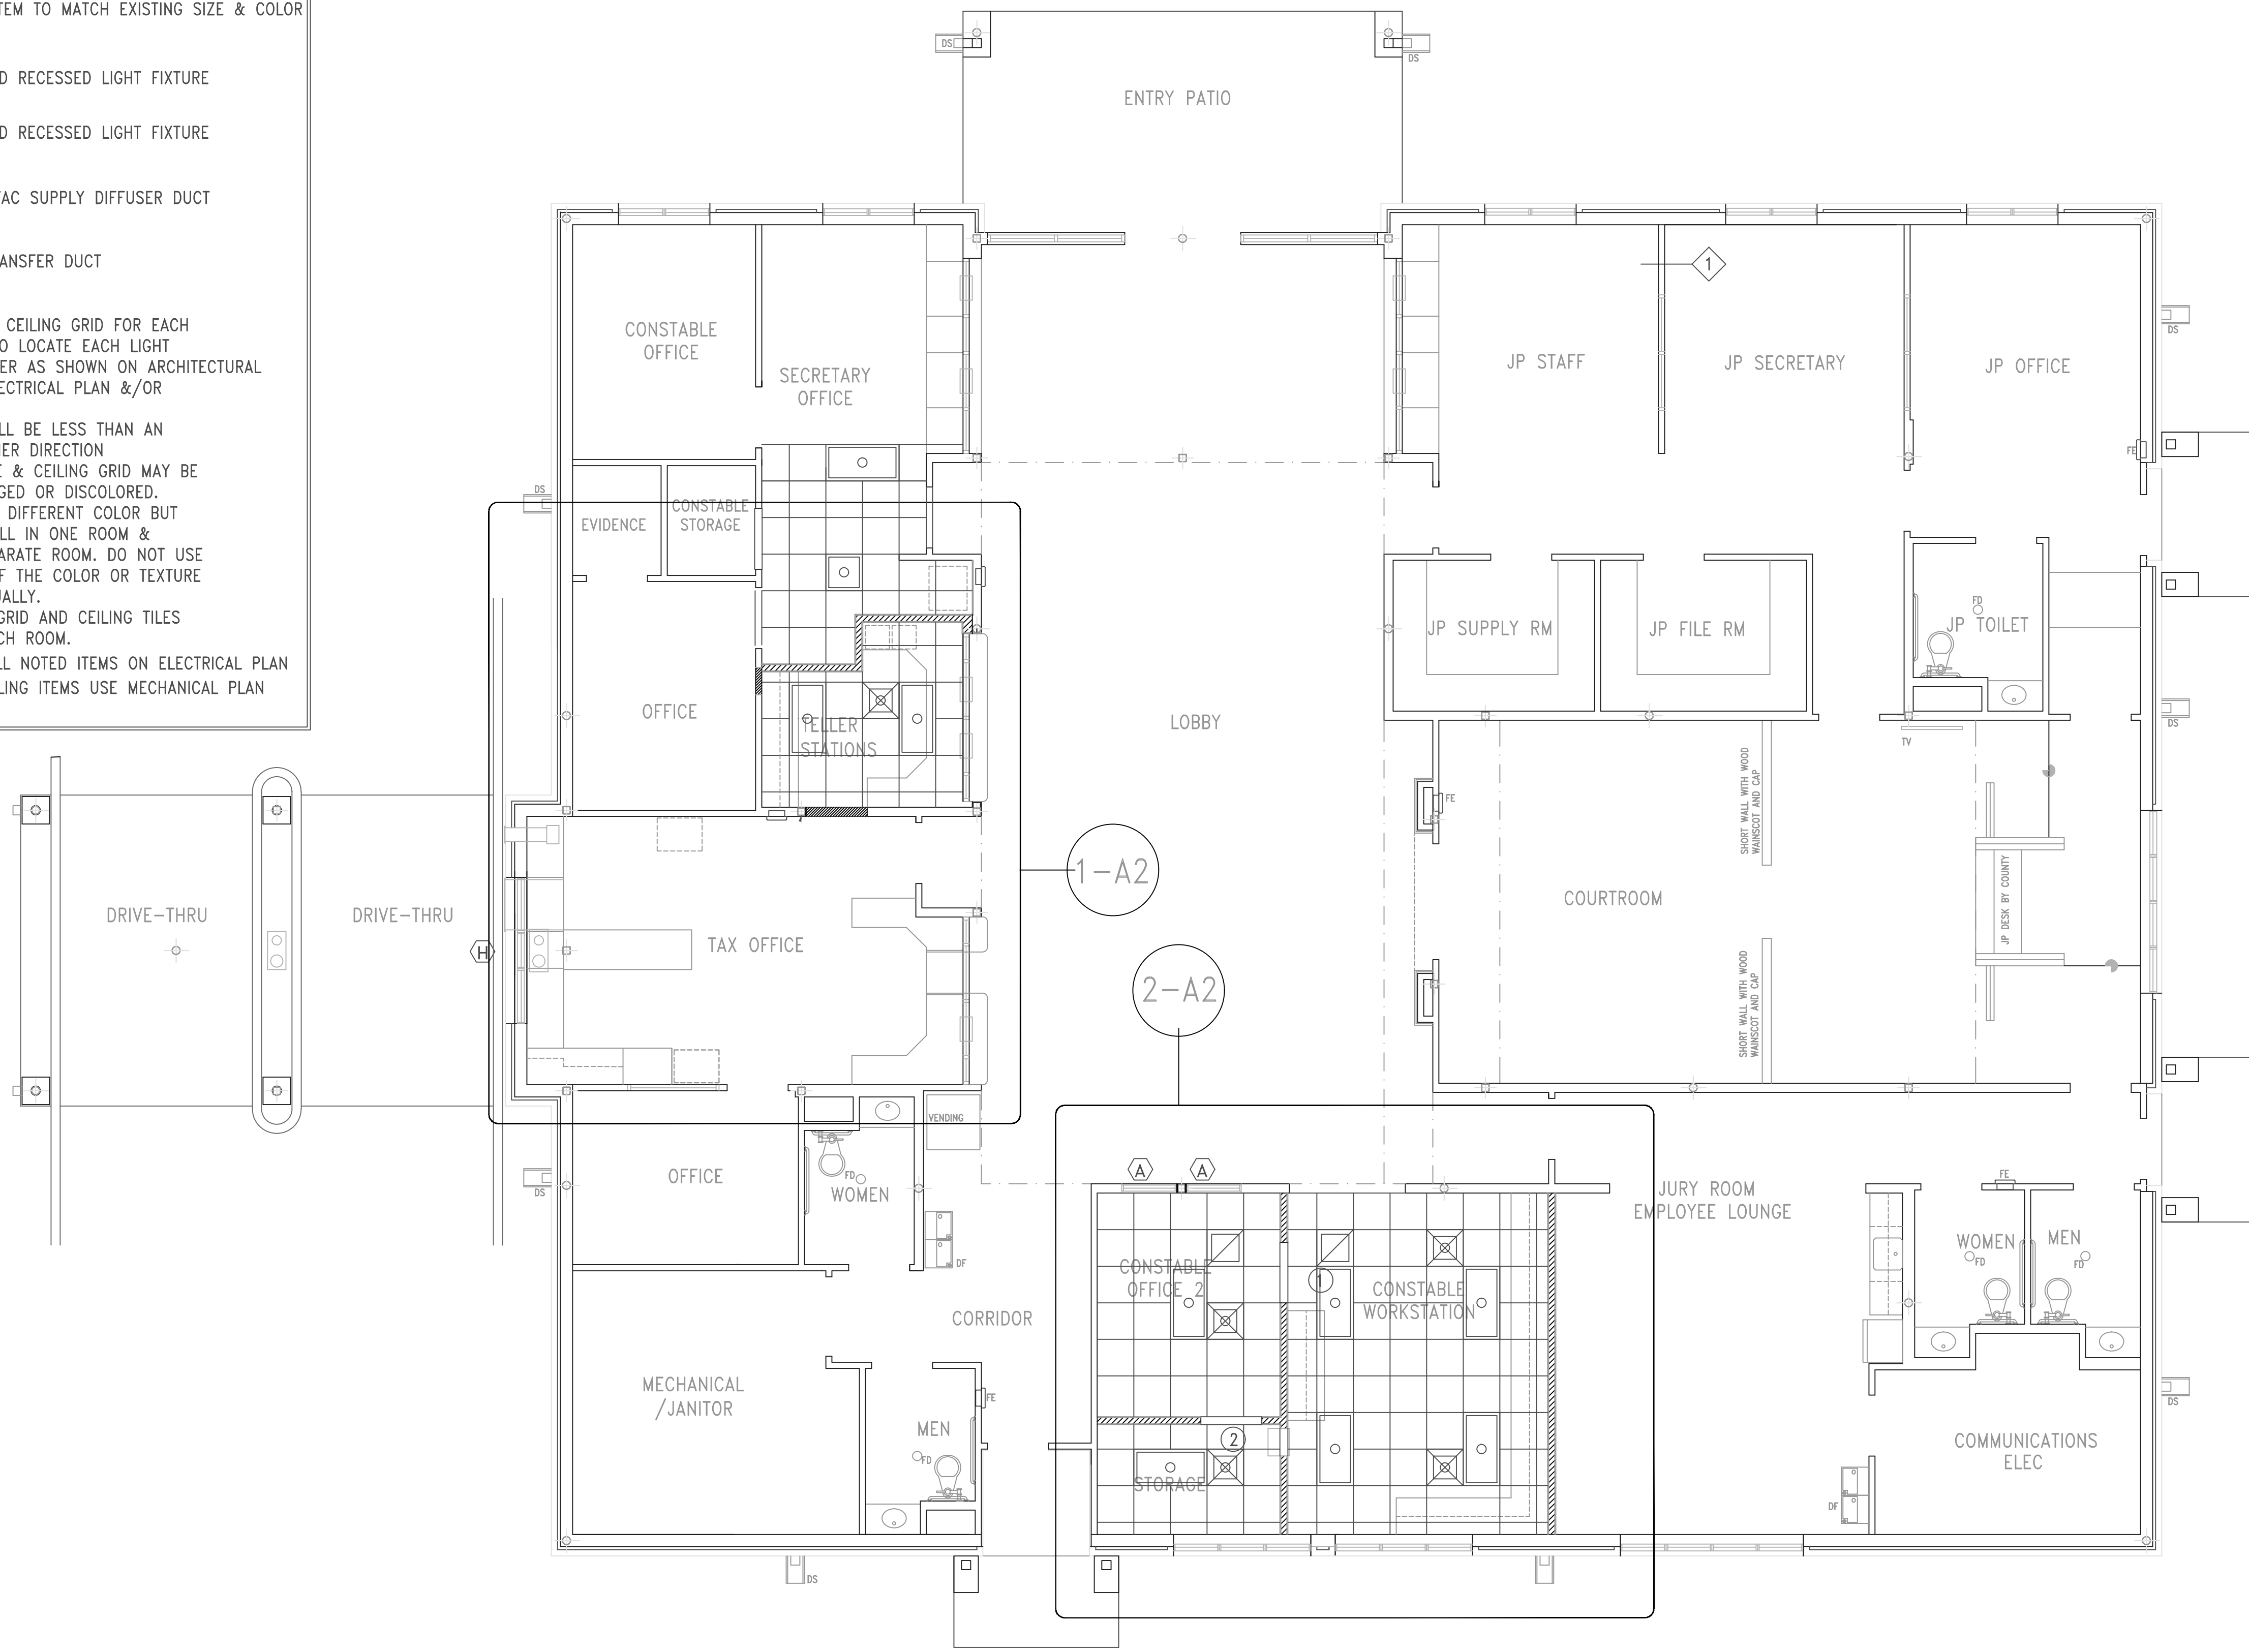 TEM TO MATCH EXISTING SIZE & COLOR
D RECESSED LIGHT FIXTURE
D RECESSED LIGHT FIXTURE
AC SUPPLY DIFFUSER DUCT
ANSFER DUCT
CEILING GRID FOR EACH
O LOCATE EACH LIGHT
ER AS SHOWN ON ARCHITECTURAL
ECTRICAL PLAN &/OR
LL BE LESS THAN AN
ER DIRECTION
E & CEILING GRID MAY BE
GED OR DISCOLORED.
DIFFERENT COLOR BUT
LL IN ONE ROOM &
ARATE ROOM. DO NOT USE
F THE COLOR OR TEXTURE
UALLY.
GRID AND CEILING TILES
CH ROOM.
LL NOTED ITEMS ON ELECTRICAL PLAN
LING ITEMS USE MECHANICAL PLAN
DS
DS
ENTRY PATIO
1
DS
CONSTABLE
OFFICE
SECRETARY
OFFICE
JP STAFF
JP SECRETARY
JP OFFICE
FE
DS
EVIDENCE
CONSTABLE
STORAGE
FD
JP TOILET
JP SUPPLY RM
JP FILE RM
OFFICE
TELLER
STATIONS
LOBBY
DS
TV
SHORT WALL WITH WOOD
WAINSCOT AND CAP
FE
1-A2
COURTROOM
JP DESK BY COUNTY
DRIVE-THRU
DRIVE-THRU
H
TAX OFFICE
2-A2
SHORT WALL WITH WOOD
WAINSCOT AND CAP
VENDING
DS
OFFICE
FD
WOMEN
A
A
JURY ROOM
EMPLOYEE LOUNGE
FE
WOMEN
FD
MEN
FD
DF
CONSTABLE
OFFICE 2
1
CONSTABLE
WORKSTATION
CORRIDOR
MECHANICAL
/JANITOR
FE
DS
MEN
FD
2
STORAGE
COMMUNICATIONS
ELEC
DF
DS